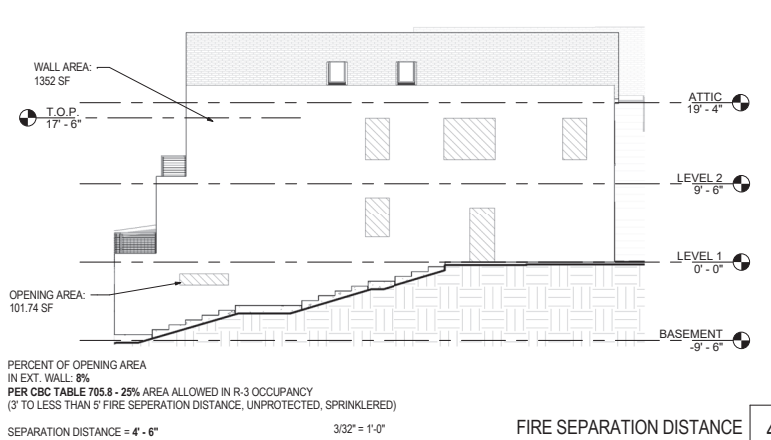 WALL AREA:
1352 SF
T.O.P.
17' - 6"
ATTIC
19' - 4"
LEVEL 2
9' - 6"
LEVEL 1
0' - 0"
OPENING AREA:
101.74 SF
BASEMENT
-9' - 6"
PERCENT OF OPENING AREA
IN EXT. WALL: 8%
PER CBC TABLE 705.8 - 25% AREA ALLOWED IN R-3 OCCUPANCY
(3' TO LESS THAN 5' FIRE SEPERATION DISTANCE, UNPROTECTED, SPRINKLERED)
SEPARATION DISTANCE = 4' - 6"
3/32" = 1'-0"
FIRE SEPARATION DISTANCE
4